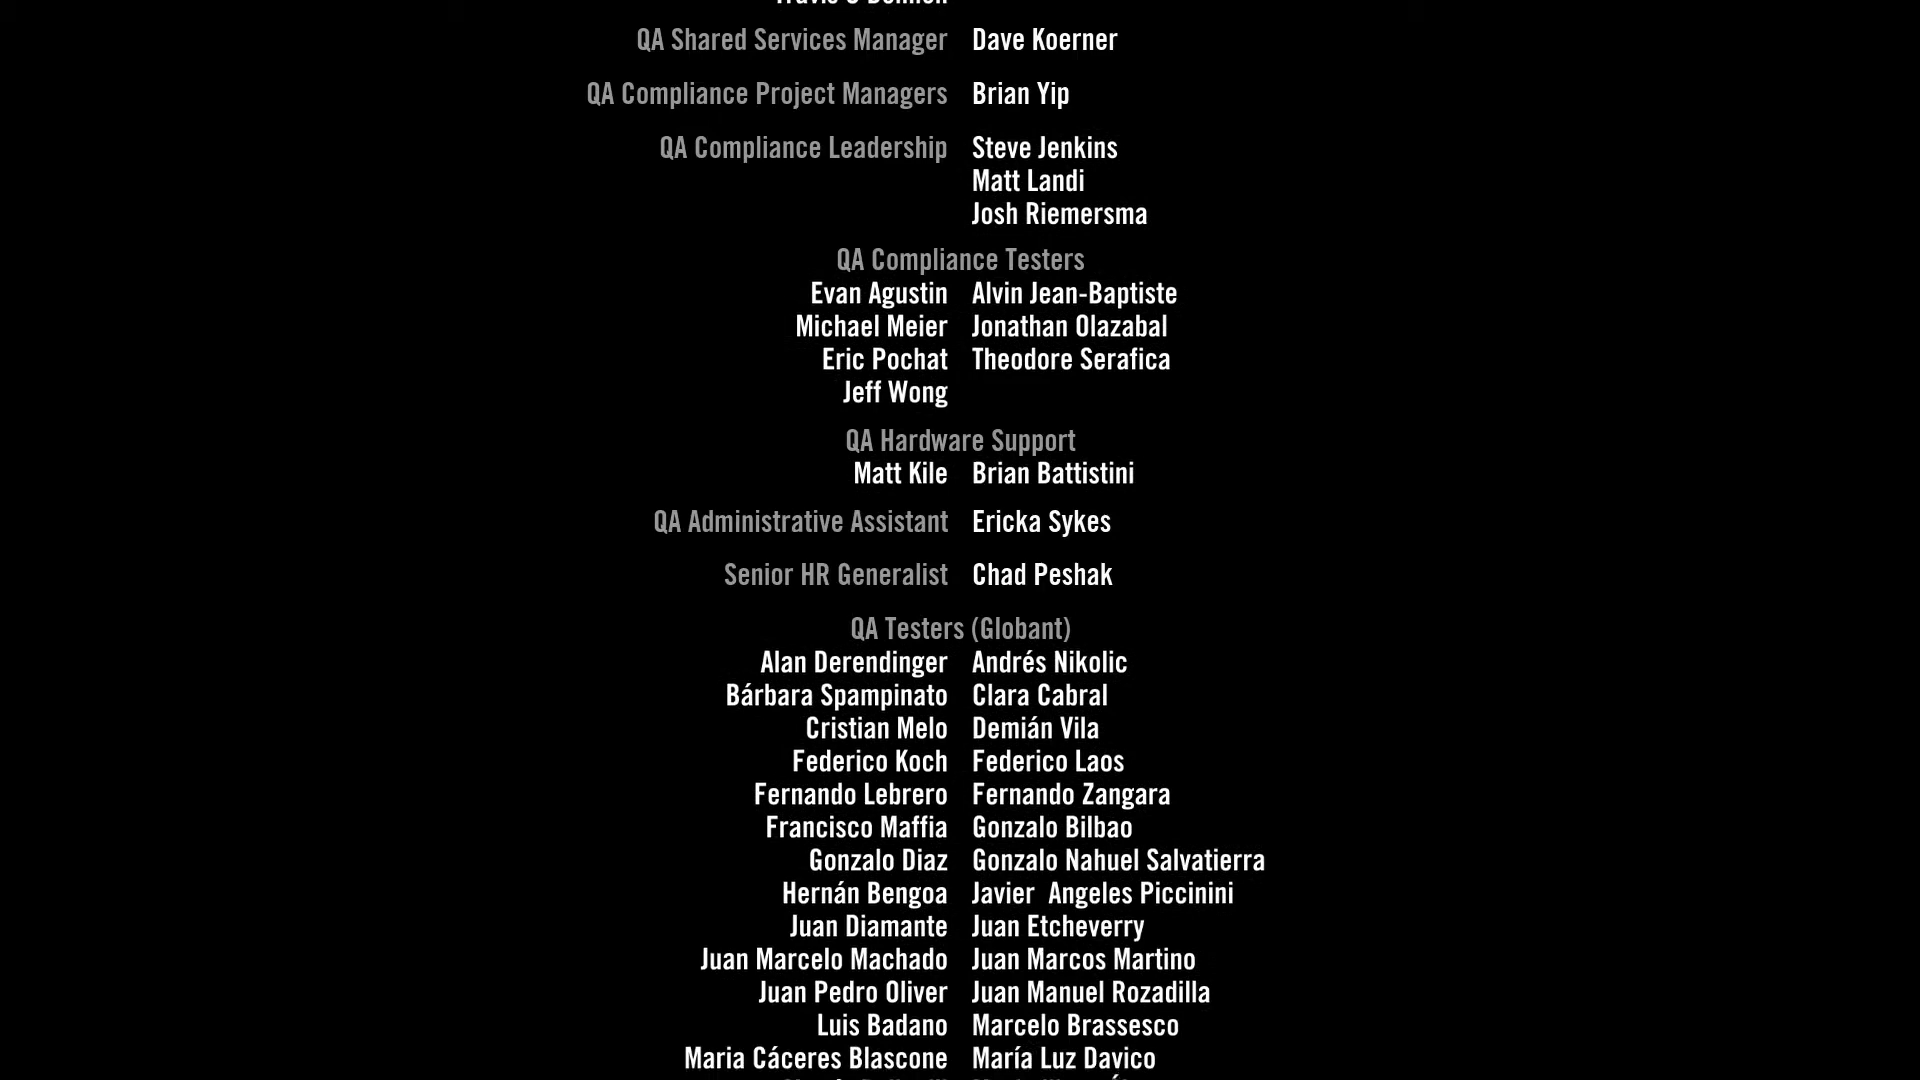 QA Shared Services Manager Dave Koerner
QA Compliance Project Managers Brian Yip
QA Compliance Leadership Steve Jenkins
Matt Landi
Josh Riemersma
QA Compliance Testers
Evan Agustin Alvin Jean-Baptiste
Michael Meier Jonathan Olazabal
Eric Pochat Theodore Serafica
Jeff Wong
QA Hardware Support
Matt Kile Brian Battistini
QA Administrative Assistant Ericka Sykes
Senior HR Generalist Chad Peshak
QA Testers (Globant)
Alan Derendinger Andrés Nikolic
Bárbara Spampinato Clara Cabral
Cristian Melo Demián Vila
Federico Koch Federico Laos
Fernando Lebrero Fernando Zangara
Francisco Maffia Gonzalo Bilbao
Gonzalo Diaz Gonzalo Nahuel Salvatierra
Hernán Bengoa Javier  Angeles Piccinini
Juan Diamante Juan Etcheverry
Juan Marcelo Machado Juan Marcos Martino
Juan Pedro Oliver Juan Manuel Rozadilla
Luis Badano Marcelo Brassesco
Maria Cáceres Blascone María Luz Davico